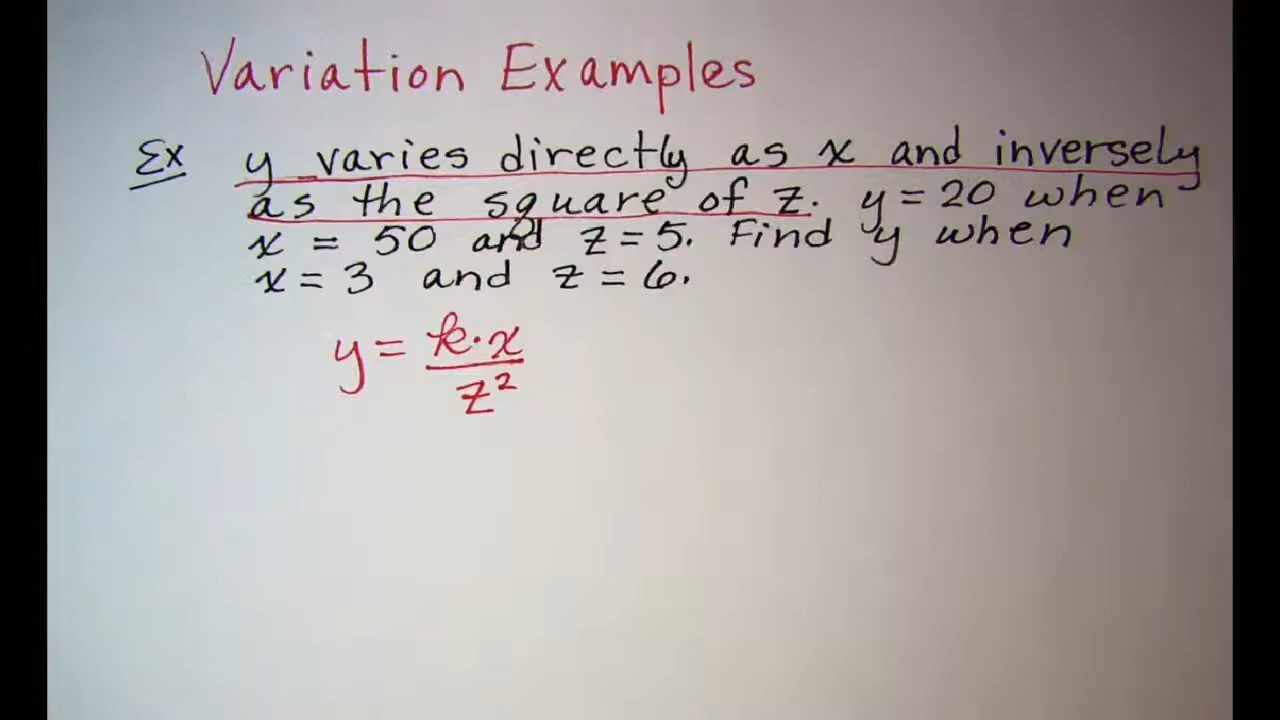 Variation Examples
Ex y varies directly as x and inversely
as the square of z. y = 20 when
x = 50 and z = 5. Find y when
x = 3 and z = 6.
y = k·x / z²